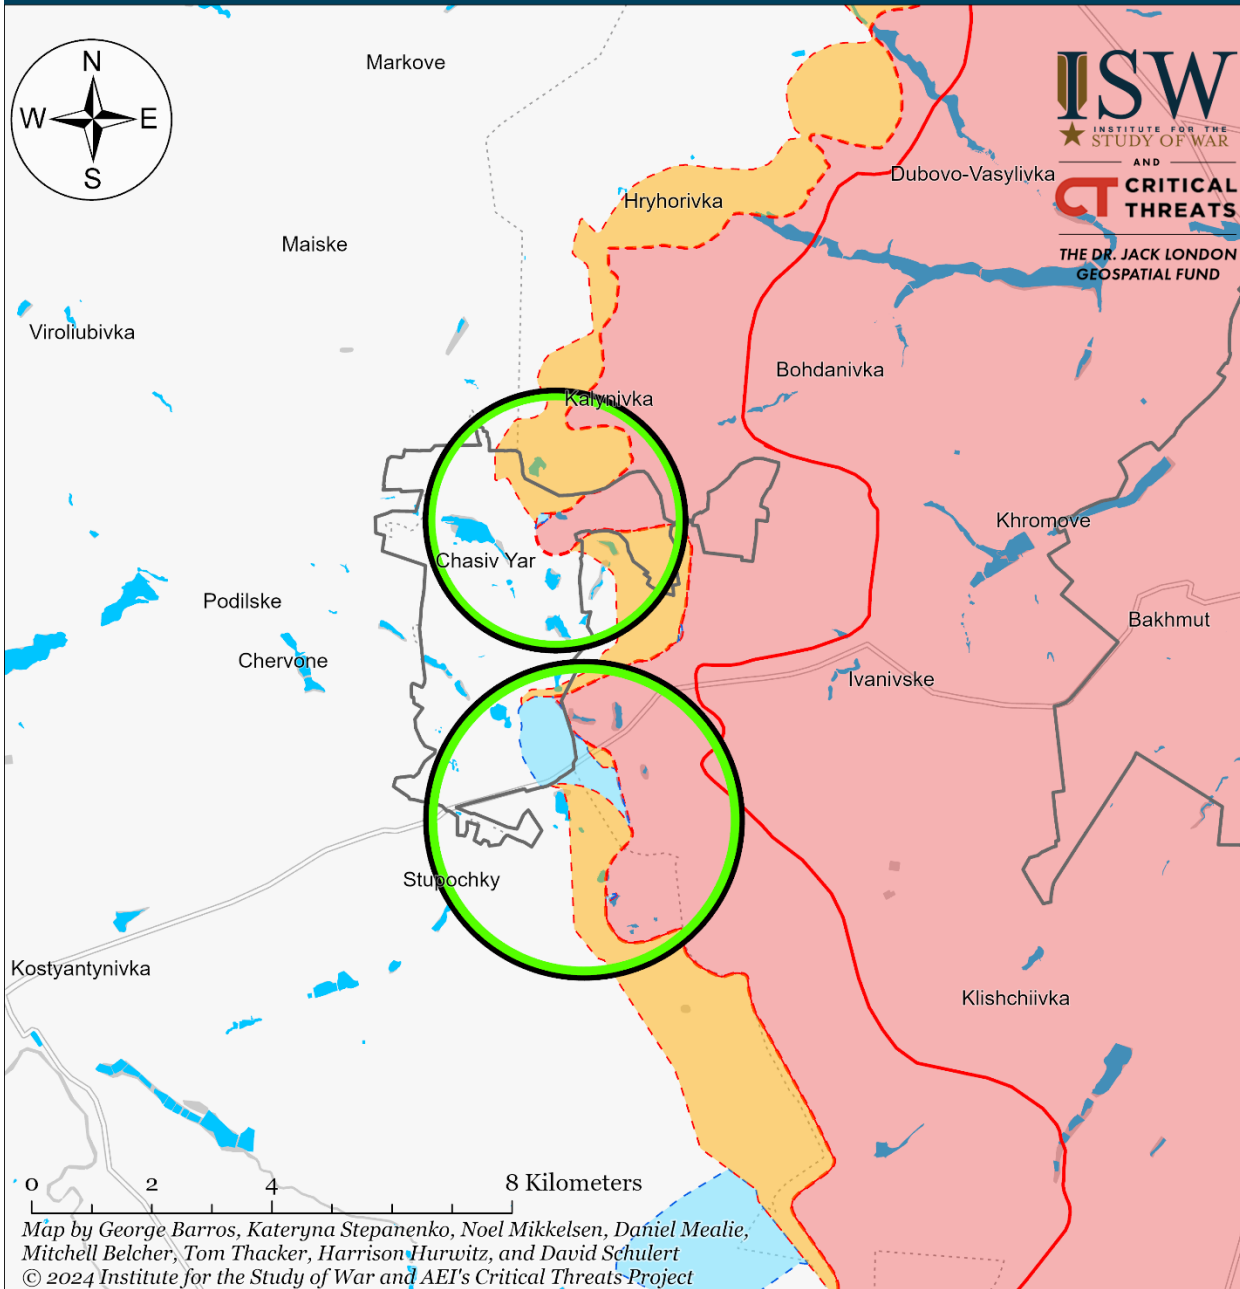 N
W
E
S
Markove
ISW
INSTITUTE FOR THE
STUDY OF WAR
AND
CT CRITICAL
THREATS
THE DR. JACK LONDON
GEOSPATIAL FUND
Dubovo-Vasylivka
Hryhorivka
Maiske
Viroliubivka
Bohdanivka
Kalynivka
Khromove
Chasiv Yar
Podilske
Bakhmut
Chervone
Ivanivske
Stupochky
Kostyantynivka
Klishchiivka
0 2 4 8 Kilometers
Map by George Barros, Kateryna Stepanenko, Noel Mikkelsen, Daniel Mealie,
Mitchell Belcher, Tom Thacker, Harrison Hurwitz, and David Schulert
© 2024 Institute for the Study of War and AEI's Critical Threats Project